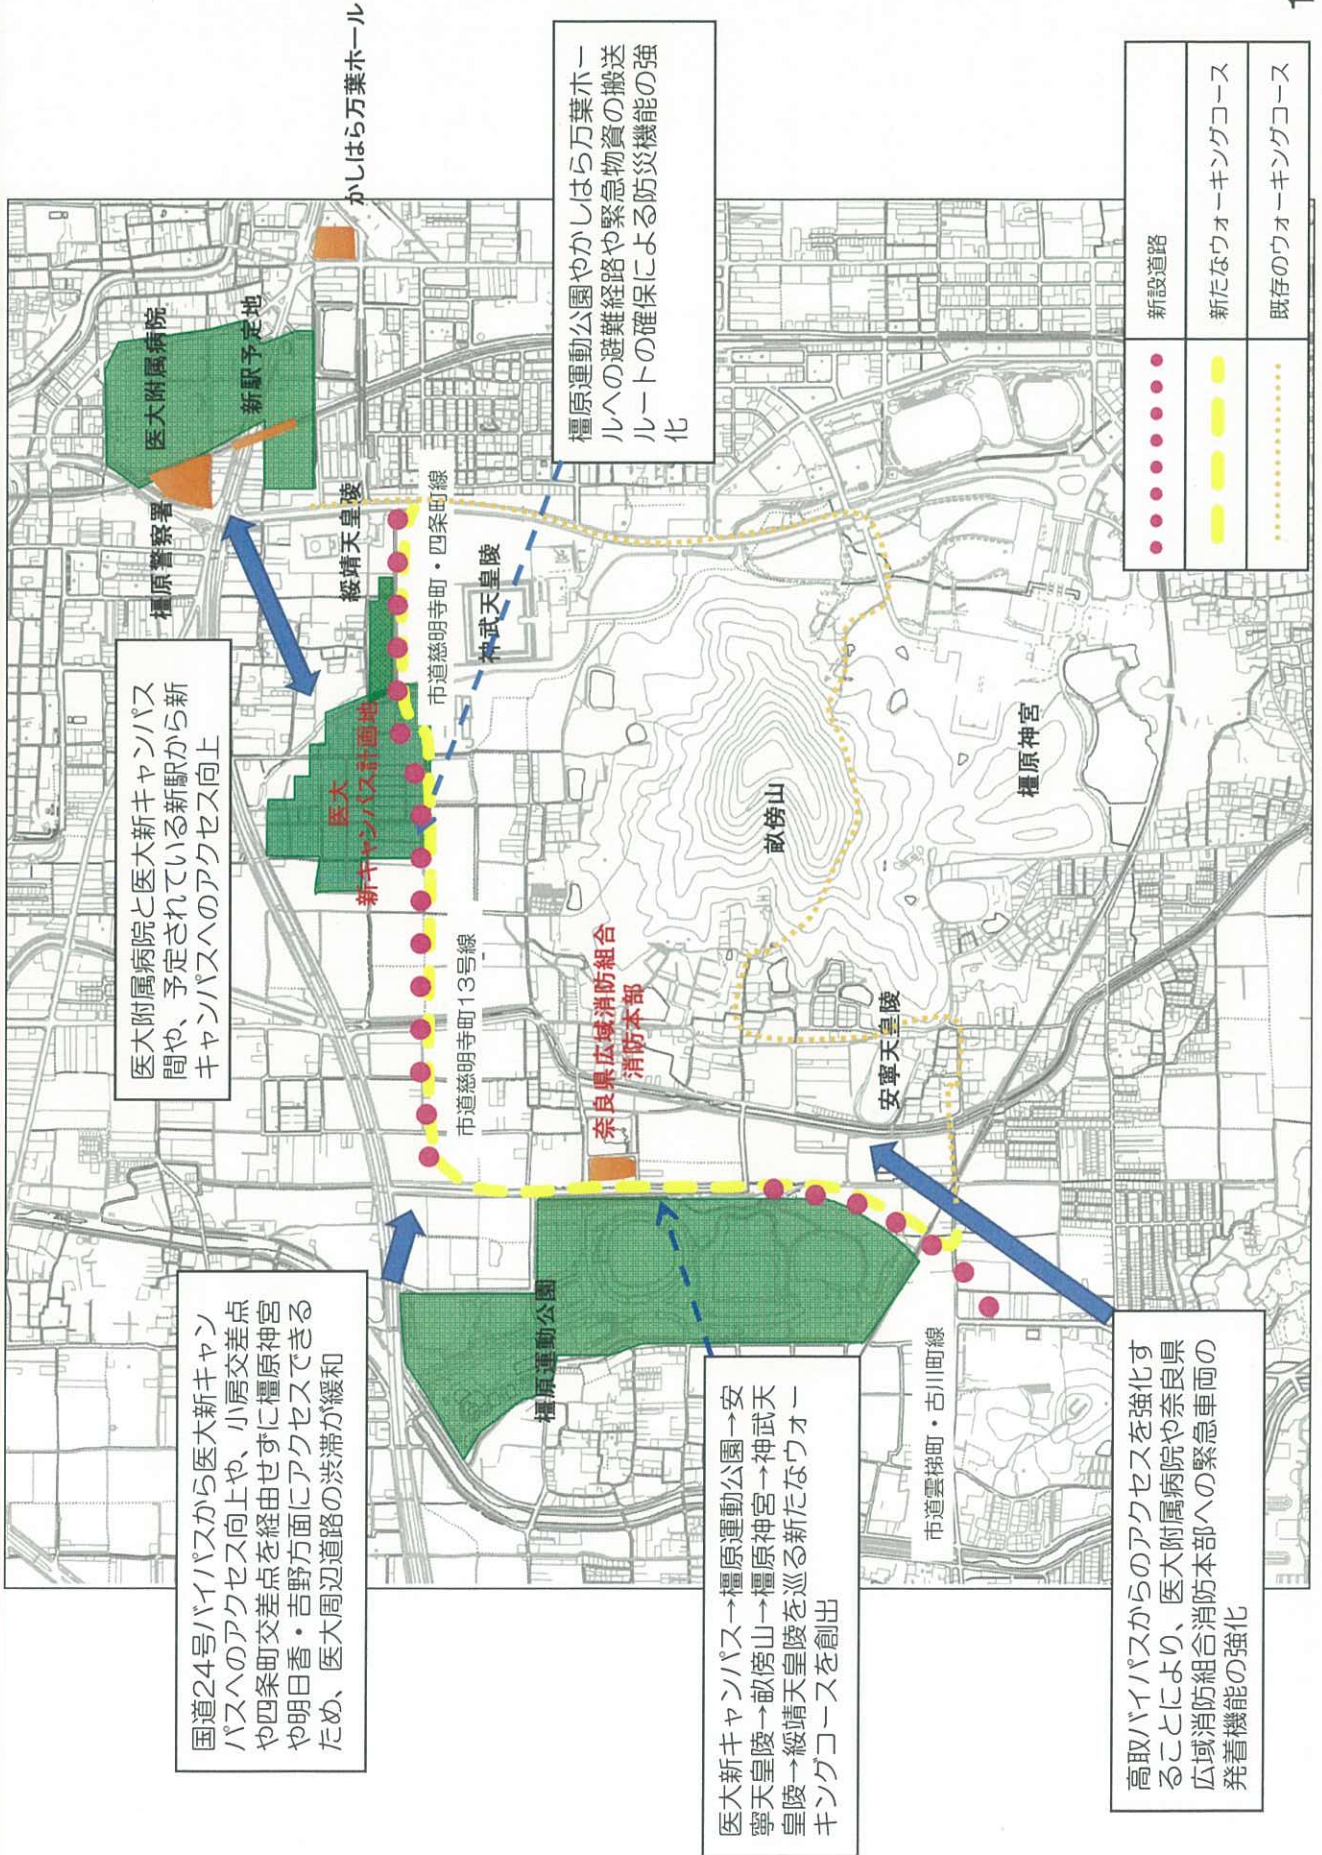 国道24号バイパスから医大新キャン
パスへのアクセス向上や、小房交差点
や四条町交差点を経由せずに橿原神宮
や明日香・吉野方面にアクセスできる
ため、医大周辺道路の渋滞が緩和
医大附属病院と医大新キャンパス
間や、予定されている新駅から新
キャンパスへのアクセス向上
橿原警察署
医大附属病院
新駅予定地
かしはら万葉ホール
医大
新キャンパス計画地
綏靖天皇陵
市道慈明寺町・四条町線
市道慈明寺町13号線
神武天皇陵
橿原運動公園やかしはら万葉ホー
ルへの避難経路や緊急物資の搬送
ルートの確保による防災機能の強
化
橿原運動公園
奈良県広域消防組合
消防本部
畝傍山
医大新キャンパス→橿原運動公園→安
寧天皇陵→畝傍山→橿原神宮→神武天
皇陵→綏靖天皇陵を巡る新たなウォー
キングコースを創出
安寧天皇陵
市道雲梯町・古川町線
橿原神宮
高取バイパスからのアクセスを強化す
ることにより、医大附属病院や奈良県
広域消防組合消防本部への緊急車両の
発着機能の強化
新設道路
新たなウォーキングコース
既存のウォーキングコース